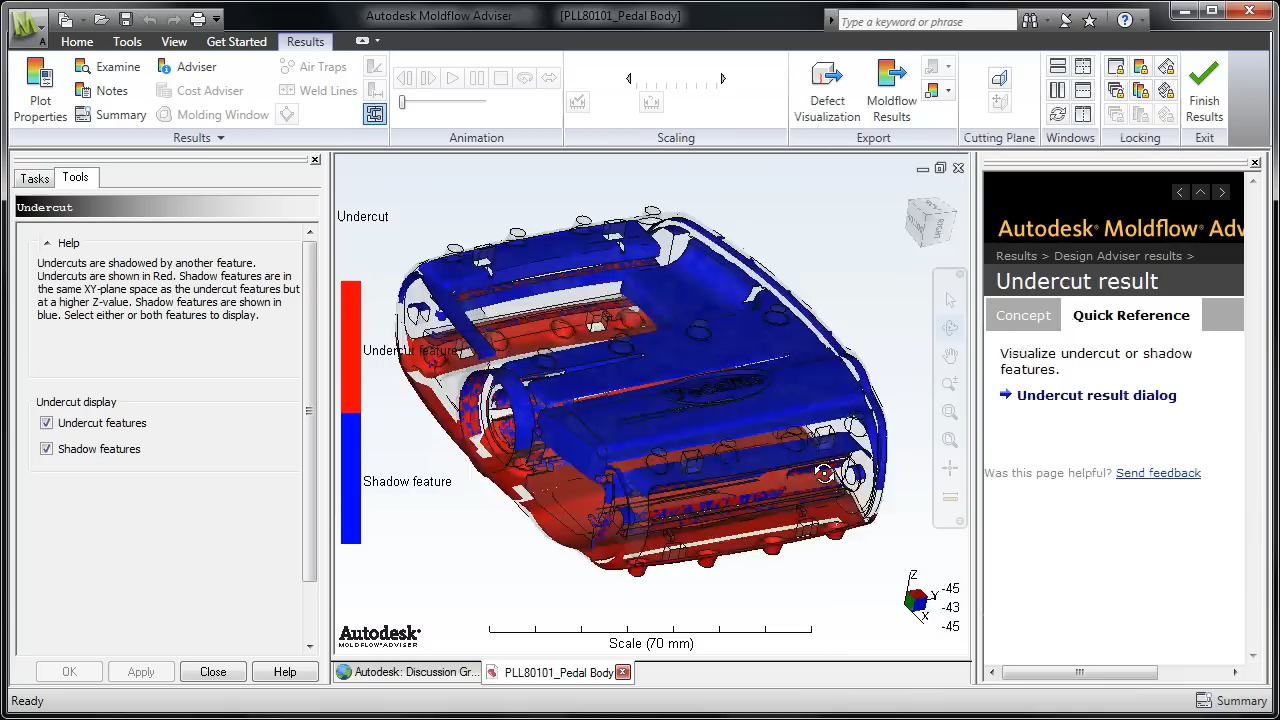 Autodesk Moldflow Adviser [PLL80101_Pedal Body]
Type a keyword or phrase
Home Tools View Get Started Results
Plot Properties
Examine
Notes
Summary
Adviser
Cost Adviser
Molding Window
Air Traps
Weld Lines
Defect Visualization
Moldflow Results
Finish Results
Results Animation Scaling Export Cutting Plane Windows Locking Exit
Tasks Tools
Undercut
Help
Undercuts are shadowed by another feature.
Undercuts are shown in Red. Shadow features are in
the same XY-plane space as the undercut features but
at a higher Z-value. Shadow features are shown in
blue. Select either or both features to display.
Undercut display
Undercut features
Shadow features
OK Apply Close Help
Undercut
Undercut feature
Shadow feature
Autodesk
MOLDFLOW ADVISER
Scale (70 mm)
Z
Y
X
-45
-43
-45
Autodesk: Discussion Gr...
PLL80101_Pedal Body
Autodesk® Moldflow® Adv
Results > Design Adviser results >
Undercut result
Concept Quick Reference
Visualize undercut or shadow
features.
Undercut result dialog
Was this page helpful? Send feedback
Ready
Summary